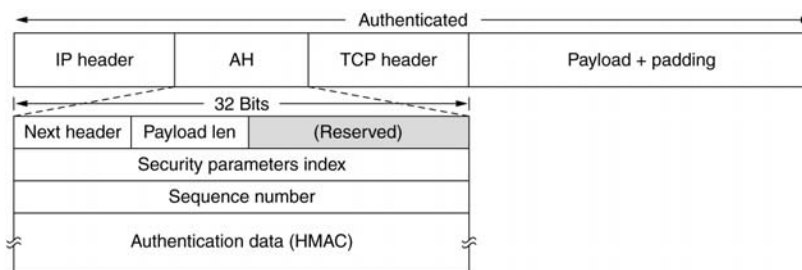 Authenticated
IP header AH TCP header Payload + padding
32 Bits
Next header Payload len (Reserved)
Security parameters index
Sequence number
Authentication data (HMAC)